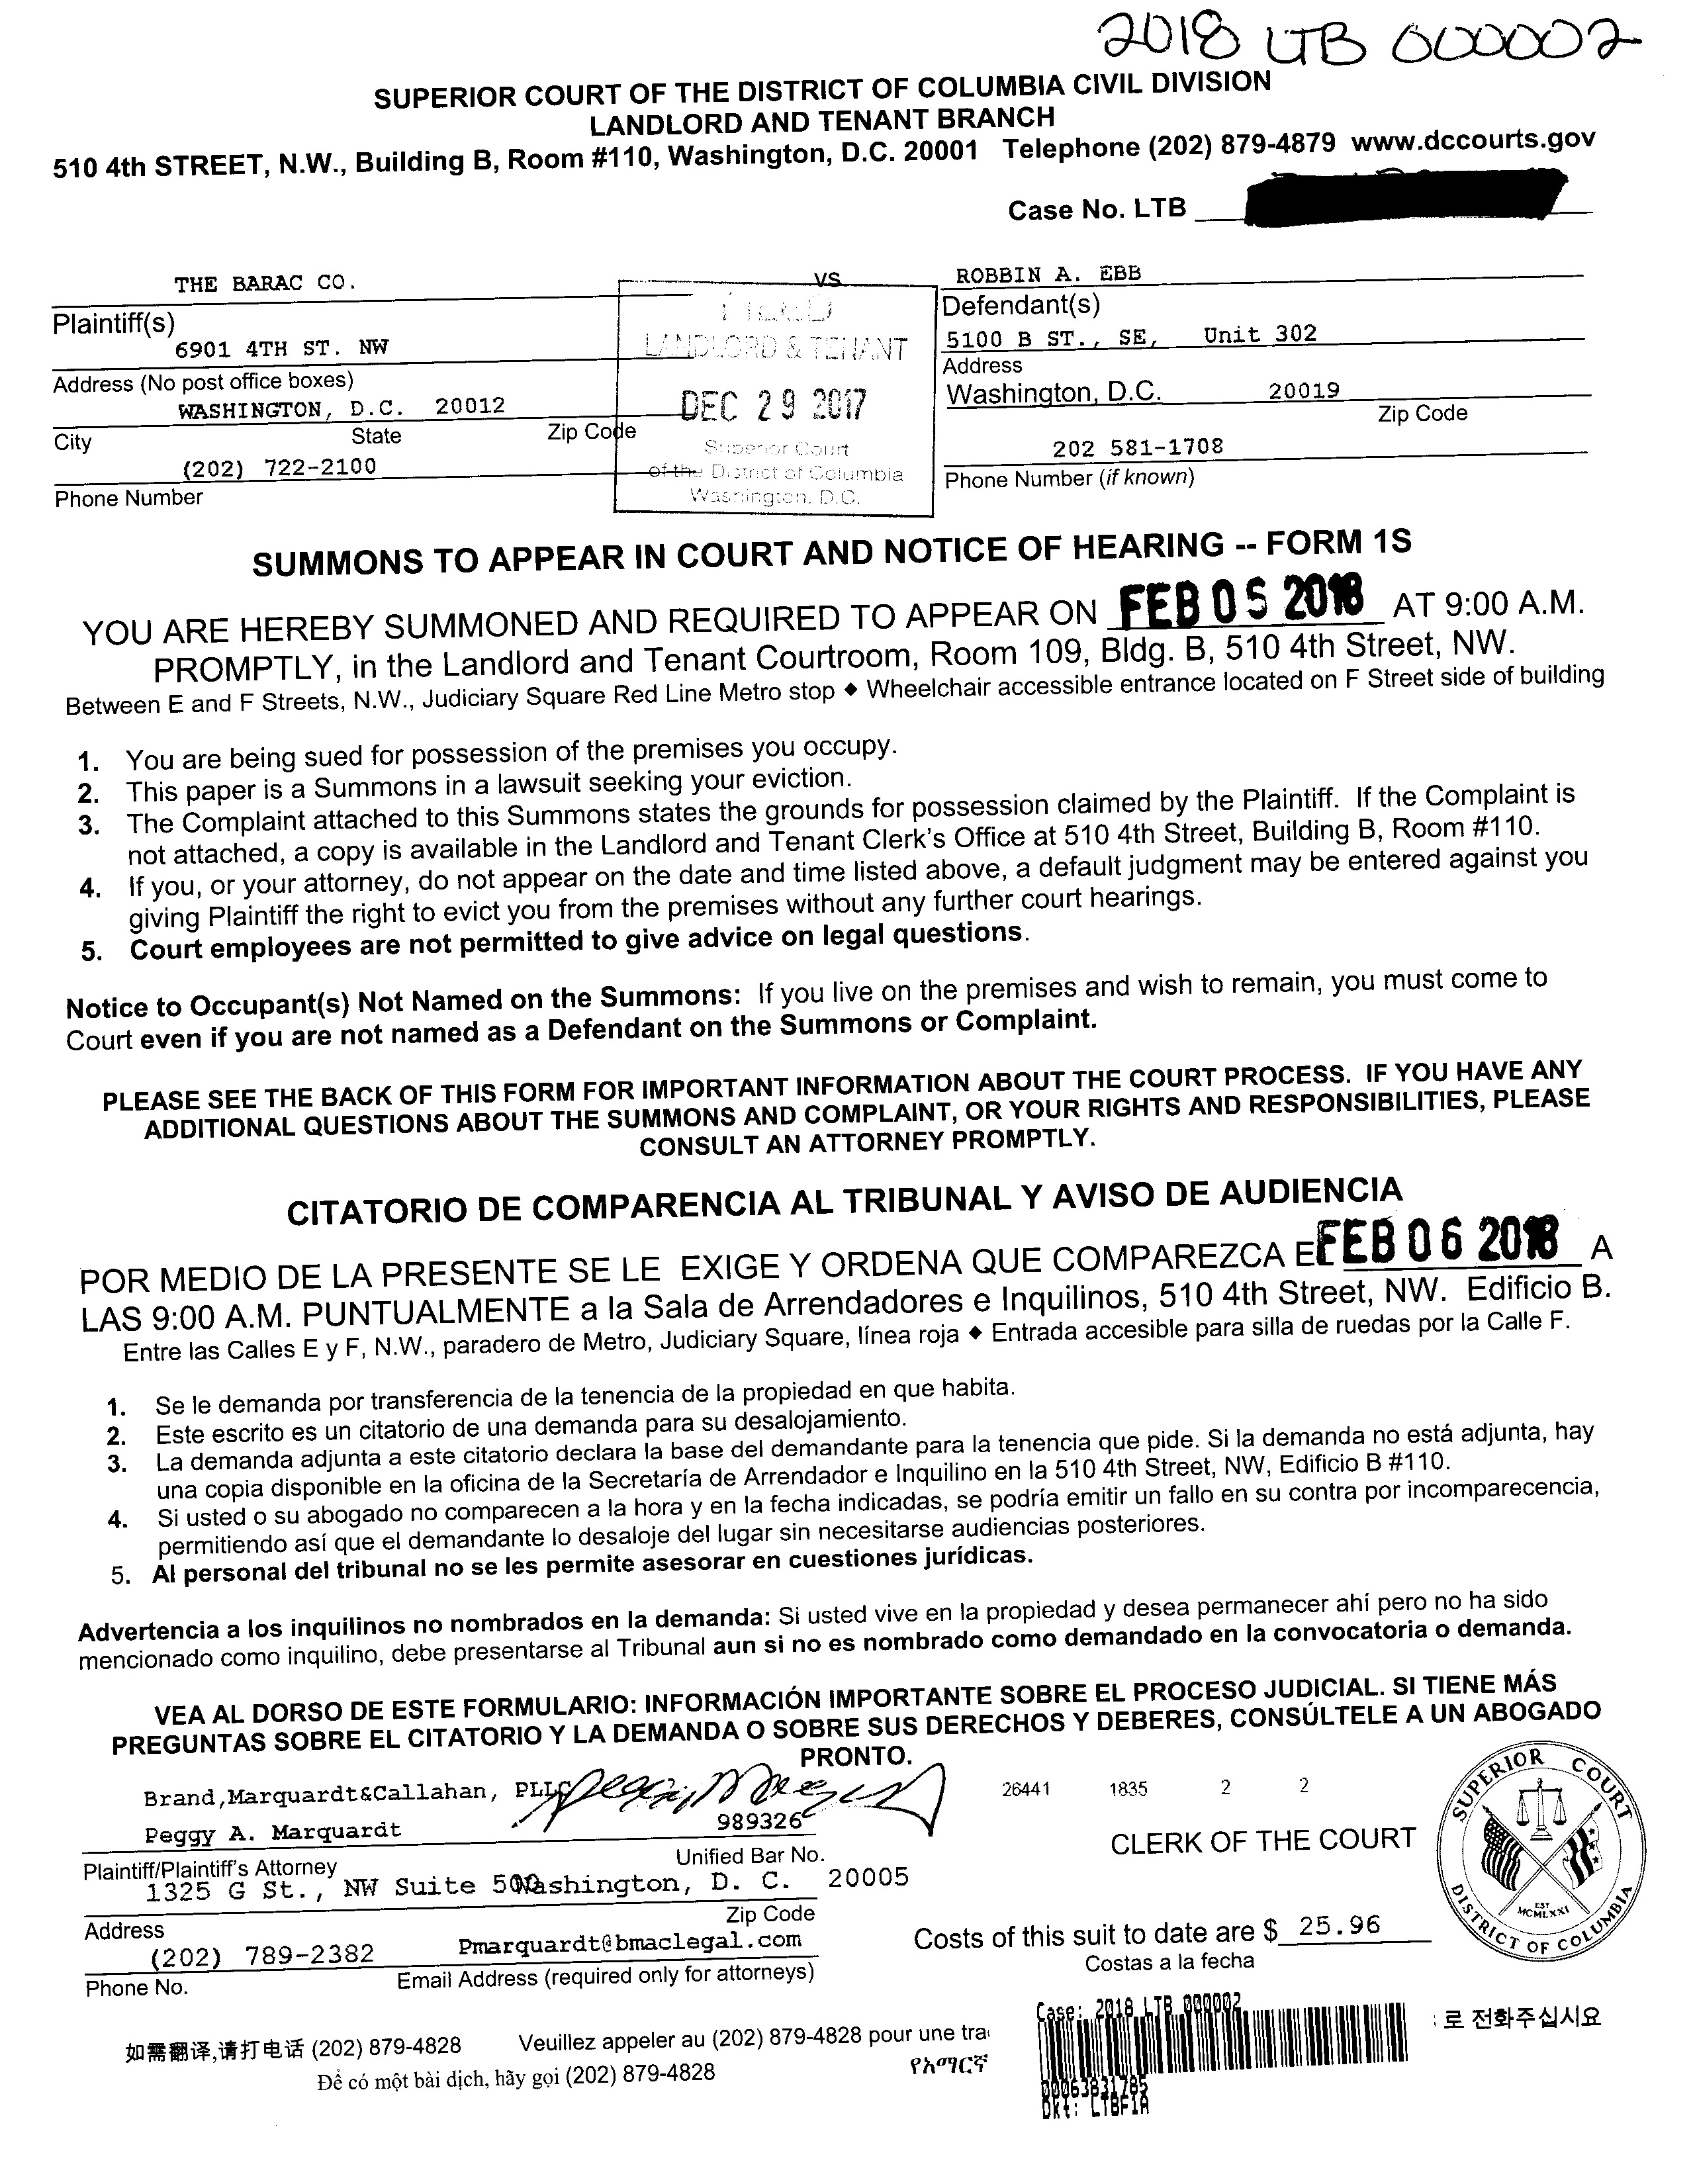 2018 LTB 000002
SUPERIOR COURT OF THE DISTRICT OF COLUMBIA CIVIL DIVISION
LANDLORD AND TENANT BRANCH
510 4th STREET, N.W., Building B, Room #110, Washington, D.C. 20001 Telephone (202) 879-4879 www.dccourts.gov
Case No. LTB
THE BARAC CO.
VS
ROBBIN A. EBB
Plaintiff(s)
Defendant(s)
6901 4TH ST. NW
5100 B ST., SE, Unit 302
Address (No post office boxes)
Address
WASHINGTON, D.C. 20012
Washington, D.C. 20019
City State Zip Code
Zip Code
(202) 722-2100
202 581-1708
Phone Number
Phone Number (if known)
FILED
LANDLORD & TENANT
DEC 29 2017
Superior Court
of the District of Columbia
Washington, D.C.
SUMMONS TO APPEAR IN COURT AND NOTICE OF HEARING -- FORM 1S
YOU ARE HEREBY SUMMONED AND REQUIRED TO APPEAR ON FEB 05 2018 AT 9:00 A.M.
PROMPTLY, in the Landlord and Tenant Courtroom, Room 109, Bldg. B, 510 4th Street, NW.
Between E and F Streets, N.W., Judiciary Square Red Line Metro stop ♦ Wheelchair accessible entrance located on F Street side of building
1. You are being sued for possession of the premises you occupy.
2. This paper is a Summons in a lawsuit seeking your eviction.
3. The Complaint attached to this Summons states the grounds for possession claimed by the Plaintiff. If the Complaint is
not attached, a copy is available in the Landlord and Tenant Clerk's Office at 510 4th Street, Building B, Room #110.
4. If you, or your attorney, do not appear on the date and time listed above, a default judgment may be entered against you
giving Plaintiff the right to evict you from the premises without any further court hearings.
5. Court employees are not permitted to give advice on legal questions.
Notice to Occupant(s) Not Named on the Summons: If you live on the premises and wish to remain, you must come to
Court even if you are not named as a Defendant on the Summons or Complaint.
PLEASE SEE THE BACK OF THIS FORM FOR IMPORTANT INFORMATION ABOUT THE COURT PROCESS. IF YOU HAVE ANY
ADDITIONAL QUESTIONS ABOUT THE SUMMONS AND COMPLAINT, OR YOUR RIGHTS AND RESPONSIBILITIES, PLEASE
CONSULT AN ATTORNEY PROMPTLY.
CITATORIO DE COMPARENCIA AL TRIBUNAL Y AVISO DE AUDIENCIA
POR MEDIO DE LA PRESENTE SE LE EXIGE Y ORDENA QUE COMPAREZCA EL FEB 06 2018 A
LAS 9:00 A.M. PUNTUALMENTE a la Sala de Arrendadores e Inquilinos, 510 4th Street, NW. Edificio B.
Entre las Calles E y F, N.W., paradero de Metro, Judiciary Square, línea roja ♦ Entrada accesible para silla de ruedas por la Calle F.
1. Se le demanda por transferencia de la tenencia de la propiedad en que habita.
2. Este escrito es un citatorio de una demanda para su desalojamiento.
3. La demanda adjunta a este citatorio declara la base del demandante para la tenencia que pide. Si la demanda no está adjunta, hay
una copia disponible en la oficina de la Secretaría de Arrendador e Inquilino en la 510 4th Street, NW, Edificio B #110.
4. Si usted o su abogado no comparecen a la hora y en la fecha indicadas, se podría emitir un fallo en su contra por incomparecencia,
permitiendo así que el demandante lo desaloje del lugar sin necesitarse audiencias posteriores.
5. Al personal del tribunal no se les permite asesorar en cuestiones jurídicas.
Advertencia a los inquilinos no nombrados en la demanda: Si usted vive en la propiedad y desea permanecer ahí pero no ha sido
mencionado como inquilino, debe presentarse al Tribunal aun si no es nombrado como demandado en la convocatoria o demanda.
VEA AL DORSO DE ESTE FORMULARIO: INFORMACIÓN IMPORTANTE SOBRE EL PROCESO JUDICIAL. SI TIENE MÁS
PREGUNTAS SOBRE EL CITATORIO Y LA DEMANDA O SOBRE SUS DERECHOS Y DEBERES, CONSÚLTELE A UN ABOGADO
PRONTO.
Brand,Marquardt&Callahan, PLLC
26441 1835 2 2
Peggy A. Marquardt 989326
CLERK OF THE COURT
Plaintiff/Plaintiff's Attorney Unified Bar No.
1325 G St., NW Suite 500 Washington, D. C. 20005
Address Zip Code
(202) 789-2382 Pmarquardt@bmaclegal.com
Phone No. Email Address (required only for attorneys)
Costs of this suit to date are $ 25.96
Costas a la fecha
SUPERIOR COURT
DISTRICT OF COLUMBIA
EST.
MCMLXXI
Case: 2018 LTB 000002
00063831785
Dkt: LTBFIA
如需翻译,请打电话 (202) 879-4828 Veuillez appeler au (202) 879-4828 pour une tra
로 전화주십시요
Để có một bài dịch, hãy gọi (202) 879-4828
የአማርኛ